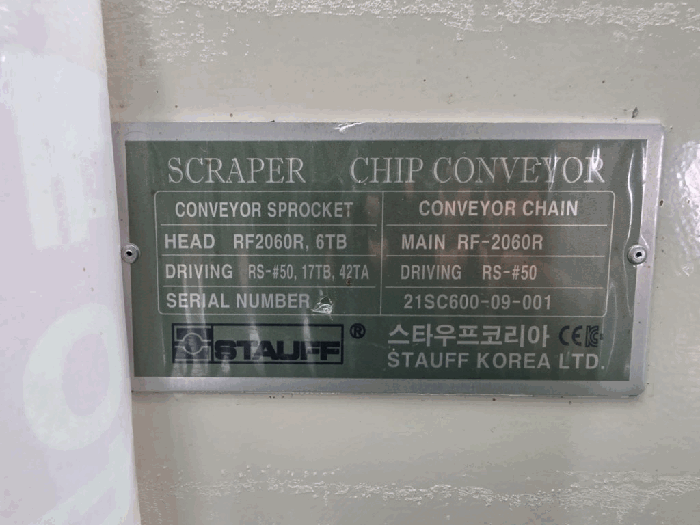 SCRAPER CHIP CONVEYOR
CONVEYOR SPROCKET CONVEYOR CHAIN
HEAD RF2060R, 6TB MAIN RF-2060R
DRIVING RS-#50, 17TB, 42TA DRIVING RS-#50
SERIAL NUMBER 21SC600-09-001
STAUFF® 스타우프코리아 CE
STAUFF KOREA LTD.